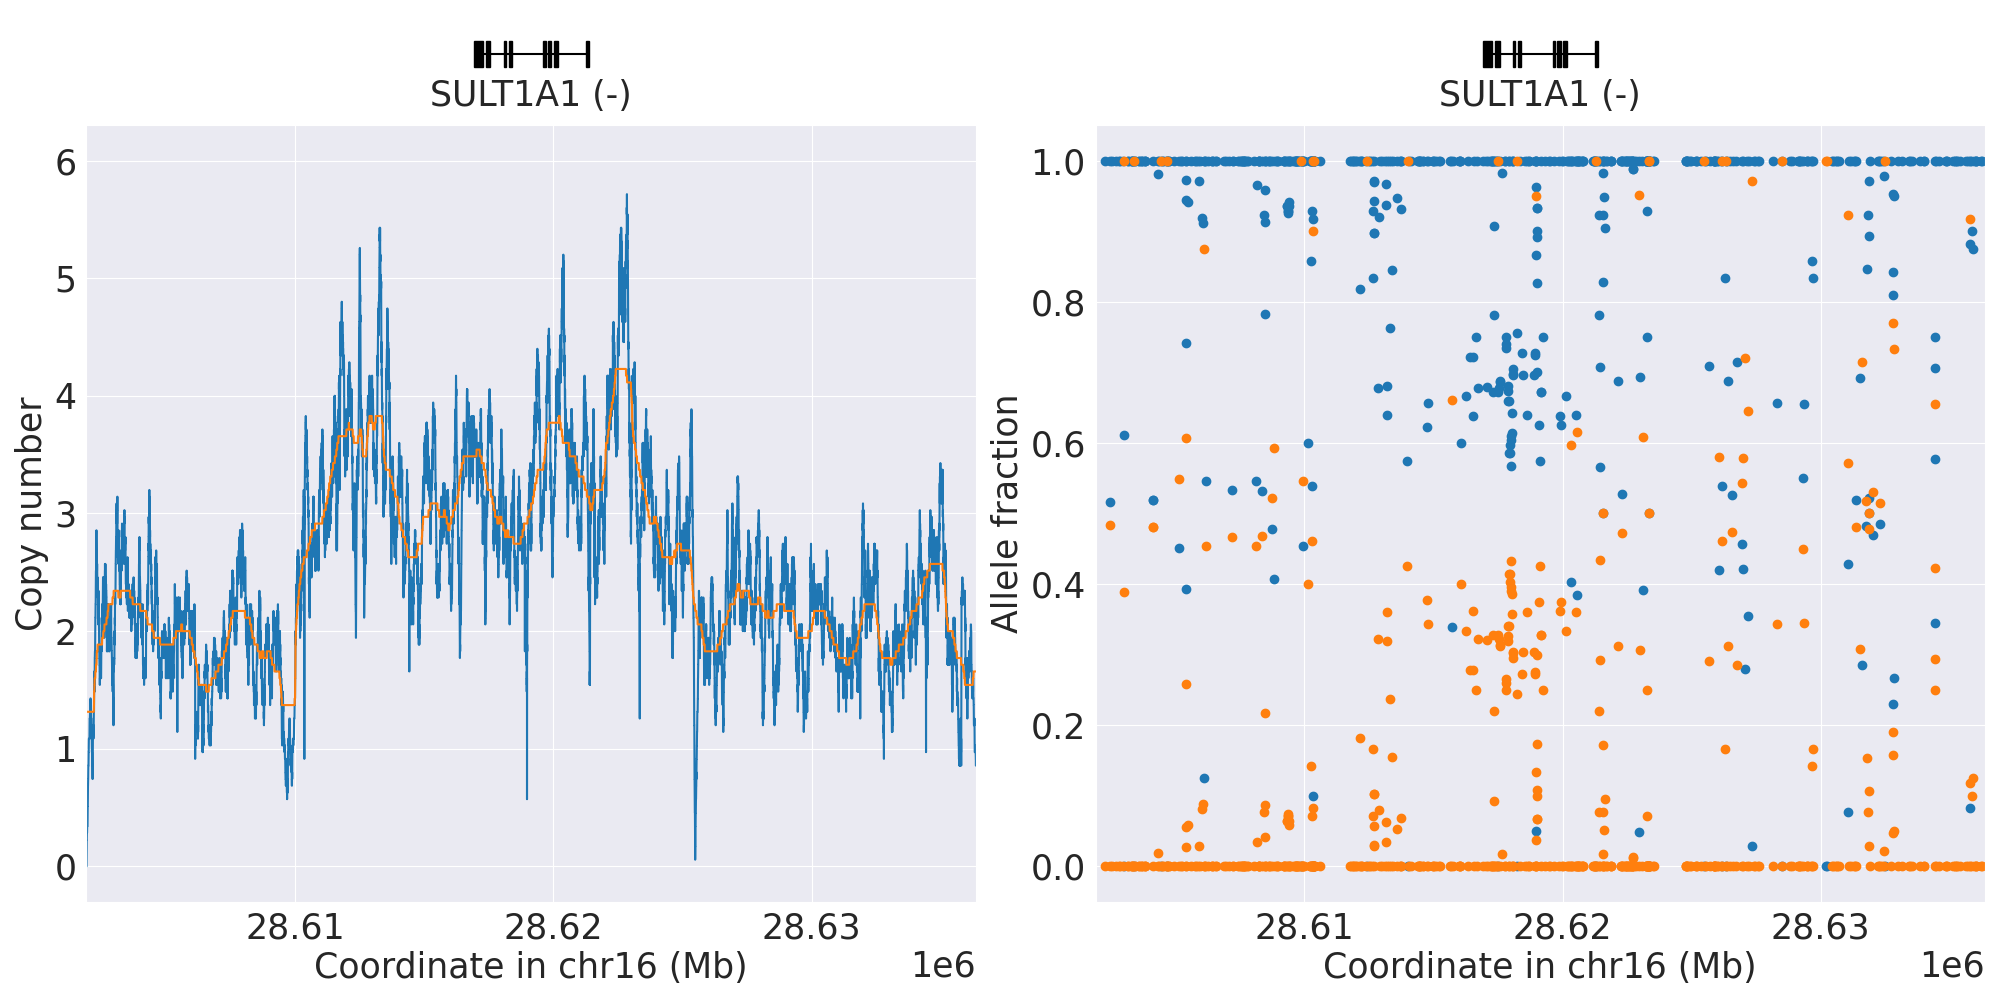 SULT1A1 (-)
SULT1A1 (-)
Copy number
6
5
4
3
2
1
0
28.61
28.62
28.63
Coordinate in chr16 (Mb)
1e6
Allele fraction
1.0
0.8
0.6
0.4
0.2
0.0
28.61
28.62
28.63
Coordinate in chr16 (Mb)
1e6